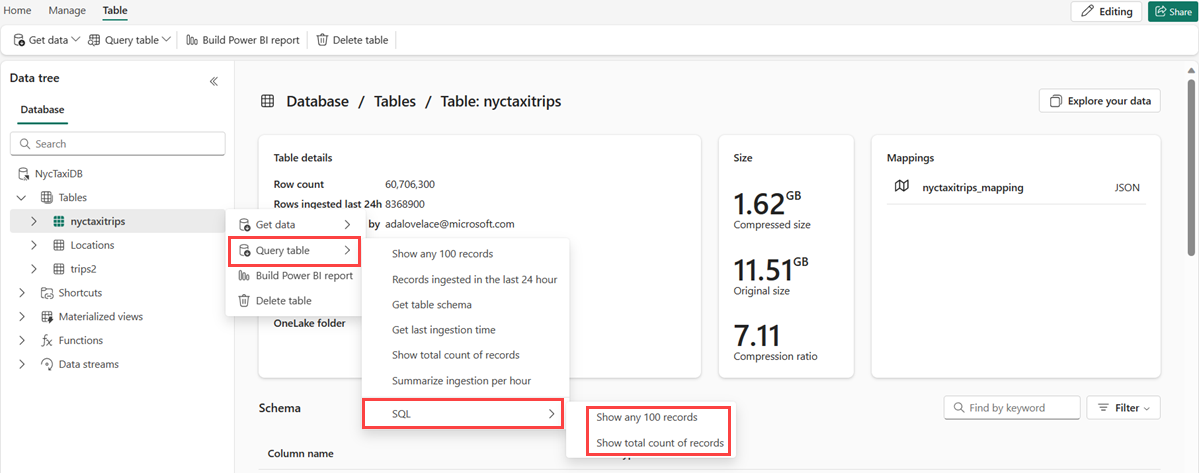 Home Manage Table Editing Share
Get data Query table Build Power BI report Delete table
Data tree
Database
Search
NycTaxiDB
Tables
nyctaxitrips
Locations
trips2
Shortcuts
Materialized views
Functions
Data streams
Database / Tables / Table: nyctaxitrips
Explore your data
Table details
Row count 60,706,300
Rows ingested last 24h 8368900
by adalovelace@microsoft.com
OneLake folder
Get data
Query table
Build Power BI report
Delete table
Show any 100 records
Records ingested in the last 24 hour
Get table schema
Get last ingestion time
Show total count of records
Summarize ingestion per hour
SQL
Show any 100 records
Show total count of records
Size
1.62 GB
Compressed size
11.51 GB
Original size
7.11
Compression ratio
Mappings
nyctaxitrips_mapping JSON
Schema
Find by keyword
Filter
Column name